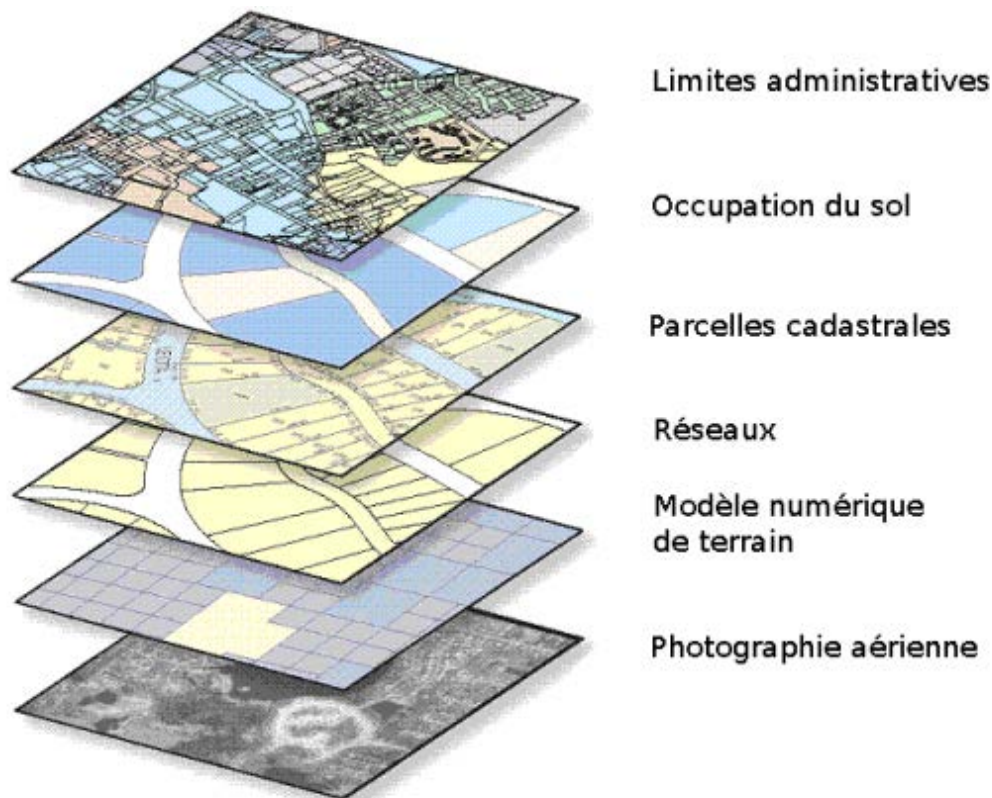 Limites administratives
Occupation du sol
Parcelles cadastrales
Réseaux
Modèle numérique
de terrain
Photographie aérienne